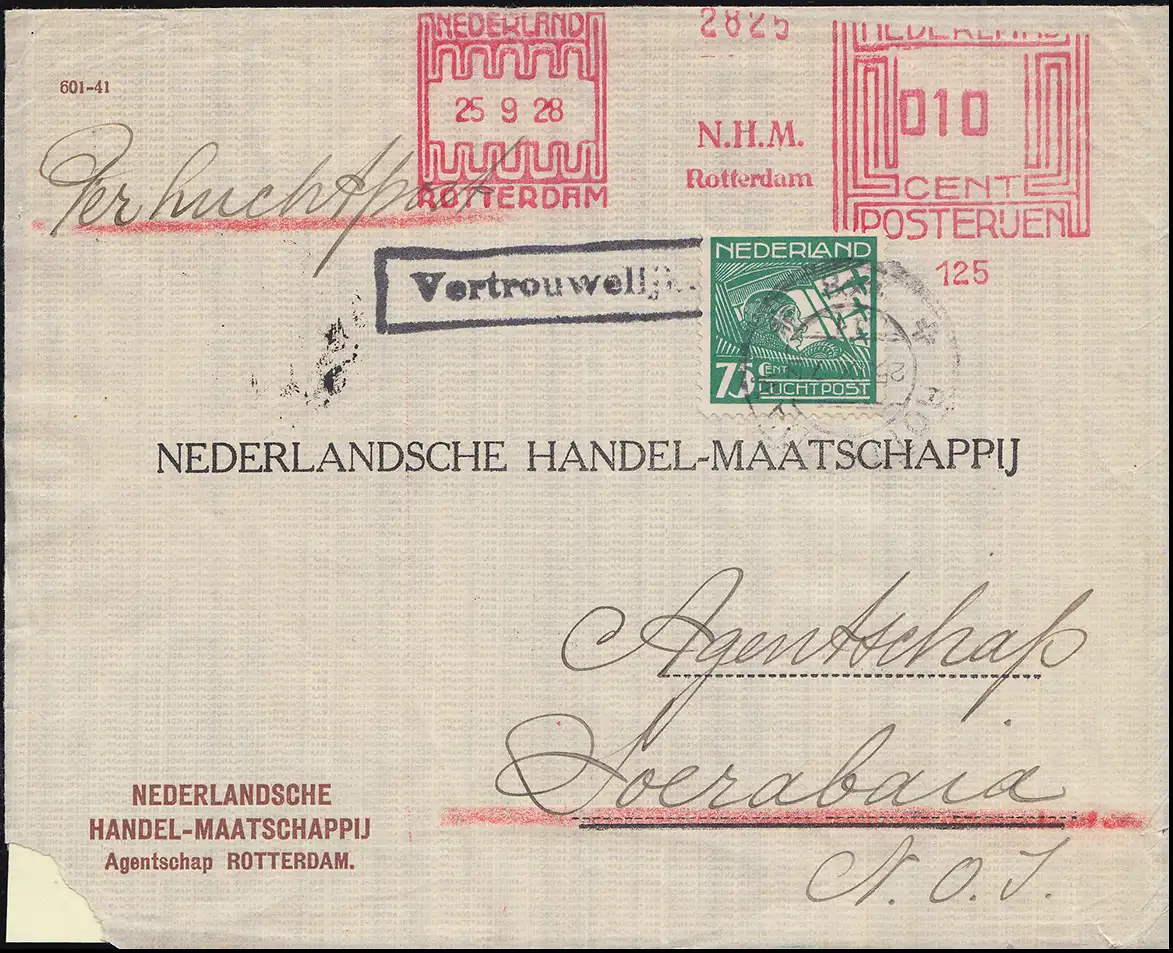 NEDERLAND
25 9 28
ROTTERDAM
2825
N.H.M.
Rotterdam
NEDERLAND
010
CENT
POSTERIJEN
125
601-41
Per Luchtpost
Vertrouwelijk
NEDERLAND
75 CENT
LUCHTPOST
NEDERLANDSCHE HANDEL-MAATSCHAPPIJ
Agentschap
Soerabaia
N. O. I.
NEDERLANDSCHE
HANDEL-MAATSCHAPPIJ
Agentschap ROTTERDAM.